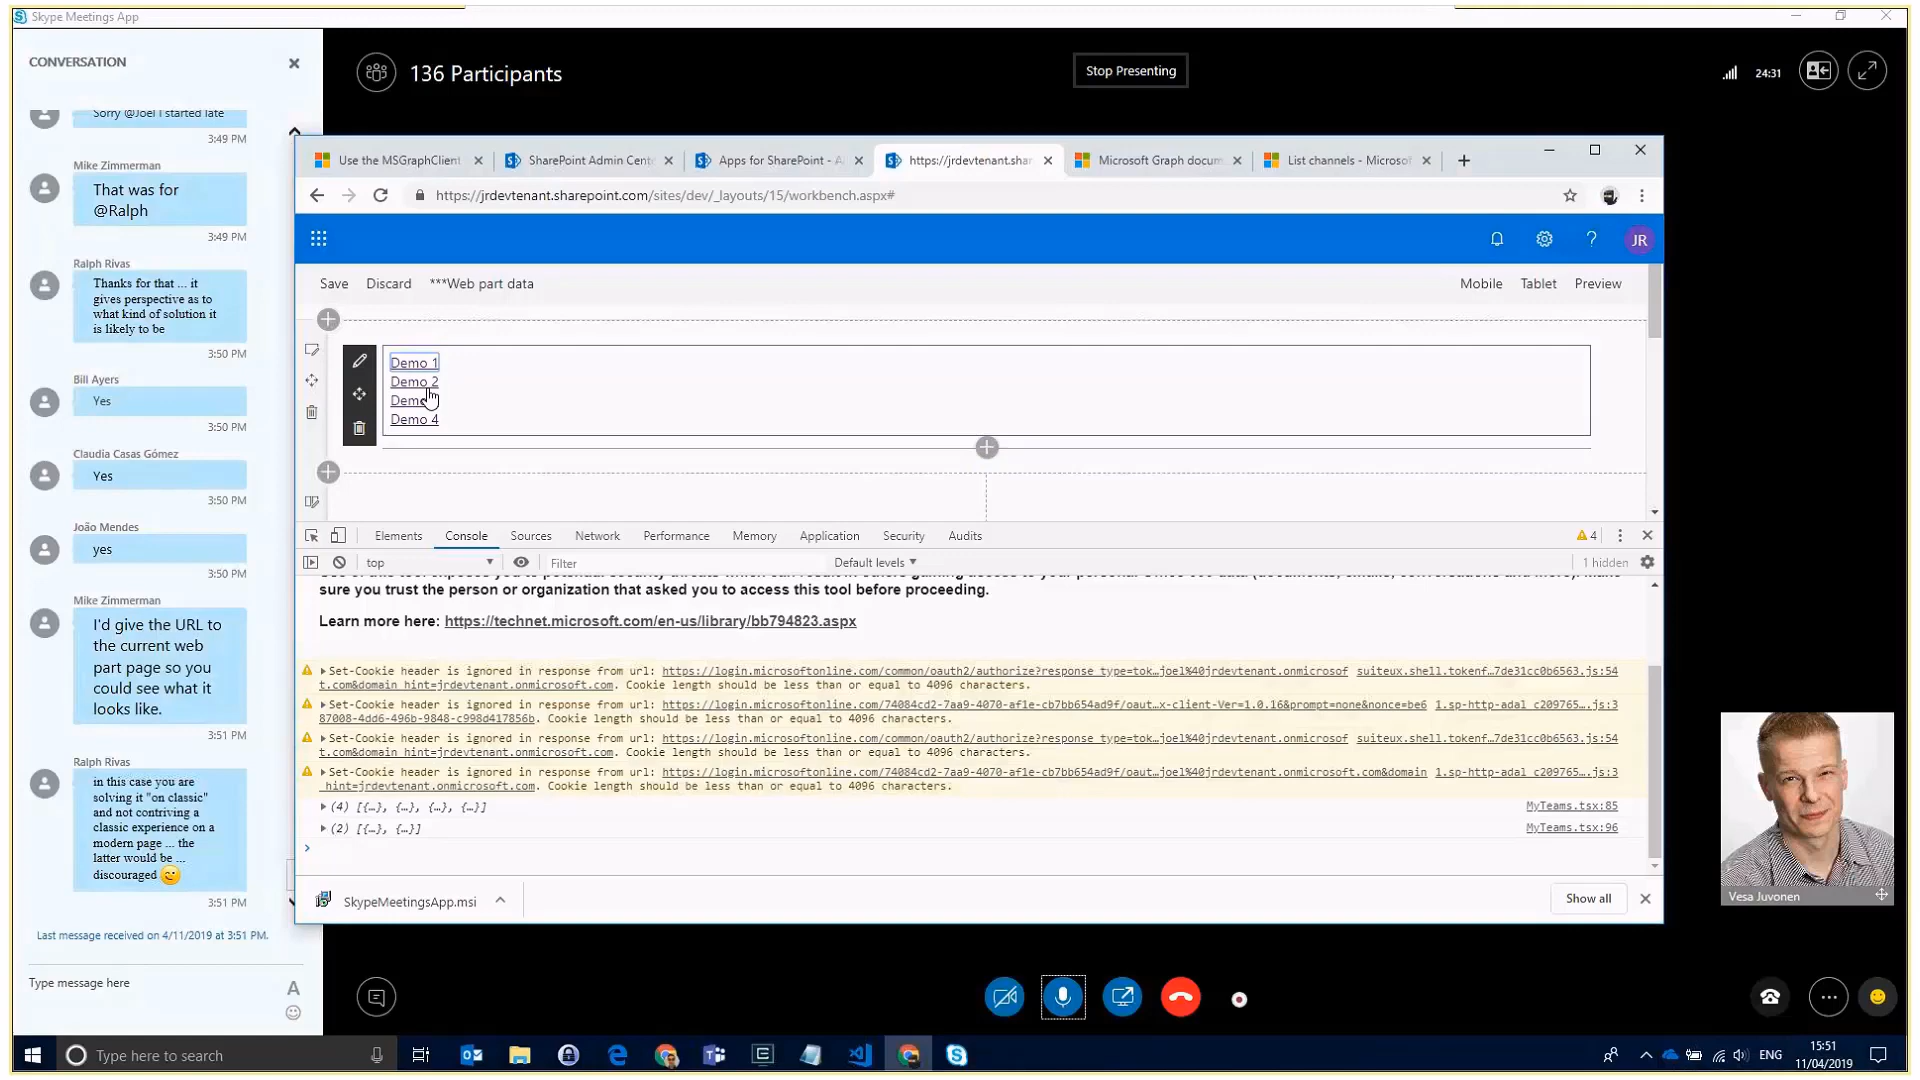 Skype Meetings App
CONVERSATION
Sorry @Joel I started late
3:49 PM
Mike Zimmerman
That was for
@Ralph
3:49 PM
Ralph Rivas
Thanks for that ... it
gives perspective as to
what kind of solution it
is likely to be
3:50 PM
Bill Ayers
Yes
3:50 PM
Claudia Casas Gómez
Yes
3:50 PM
João Mendes
yes
3:50 PM
Mike Zimmerman
I'd give the URL to
the current web
part page so you
could see what it
looks like.
3:51 PM
Ralph Rivas
in this case you are
solving it "on classic"
and not contriving a
classic experience on a
modern page ... the
latter would be ...
discouraged
3:51 PM
Last message received on 4/11/2019 at 3:51 PM.
Type message here
A
136 Participants
Stop Presenting
24:31
Use the MSGraphClient
SharePoint Admin Cent
Apps for SharePoint - A
https://jrdevtenant.shar
Microsoft Graph docum
List channels - Microsof
https://jrdevtenant.sharepoint.com/sites/dev/_layouts/15/workbench.aspx#
JR
Save Discard ***Web part data
Mobile Tablet Preview
Demo 1
Demo 2
Demo
Demo 4
Elements Console Sources Network Performance Memory Application Security Audits
4
top Filter Default levels 1 hidden
sure you trust the person or organization that asked you to access this tool before proceeding.
Learn more here: https://technet.microsoft.com/en-us/library/bb794823.aspx
Set-Cookie header is ignored in response from url: https://login.microsoftonline.com/common/oauth2/authorize?response_type=tok…joel%40jrdevtenant.onmicrosof suiteux.shell.tokenf…7de31cc0b6563.js:54
t.com&domain_hint=jrdevtenant.onmicrosoft.com. Cookie length should be less than or equal to 4096 characters.
Set-Cookie header is ignored in response from url: https://login.microsoftonline.com/74084cd2-7aa9-4070-af1e-cb7bb654ad9f/oaut…x-client-Ver=1.0.16&prompt=none&nonce=be6 1.sp-http-adal_c209765….js:3
87008-4dd6-496b-9848-c998d417856b. Cookie length should be less than or equal to 4096 characters.
Set-Cookie header is ignored in response from url: https://login.microsoftonline.com/common/oauth2/authorize?response_type=tok…joel%40jrdevtenant.onmicrosof suiteux.shell.tokenf…7de31cc0b6563.js:54
t.com&domain_hint=jrdevtenant.onmicrosoft.com. Cookie length should be less than or equal to 4096 characters.
Set-Cookie header is ignored in response from url: https://login.microsoftonline.com/74084cd2-7aa9-4070-af1e-cb7bb654ad9f/oaut…joel%40jrdevtenant.onmicrosoft.com&domain 1.sp-http-adal_c209765….js:3
_hint=jrdevtenant.onmicrosoft.com. Cookie length should be less than or equal to 4096 characters.
(4) [{…}, {…}, {…}, {…}] MyTeams.tsx:85
(2) [{…}, {…}] MyTeams.tsx:96
SkypeMeetingsApp.msi
Show all
Vesa Juvonen
Type here to search
ENG
15:51
11/04/2019